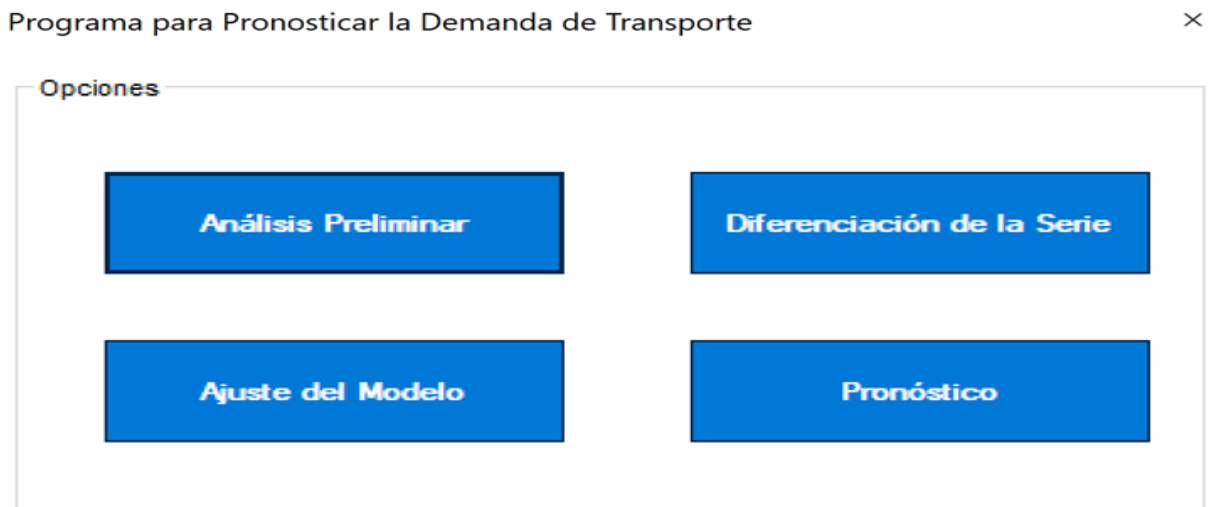 Programa para Pronosticar la Demanda de Transporte
Opciones
Análisis Preliminar
Diferenciación de la Serie
Ajuste del Modelo
Pronóstico